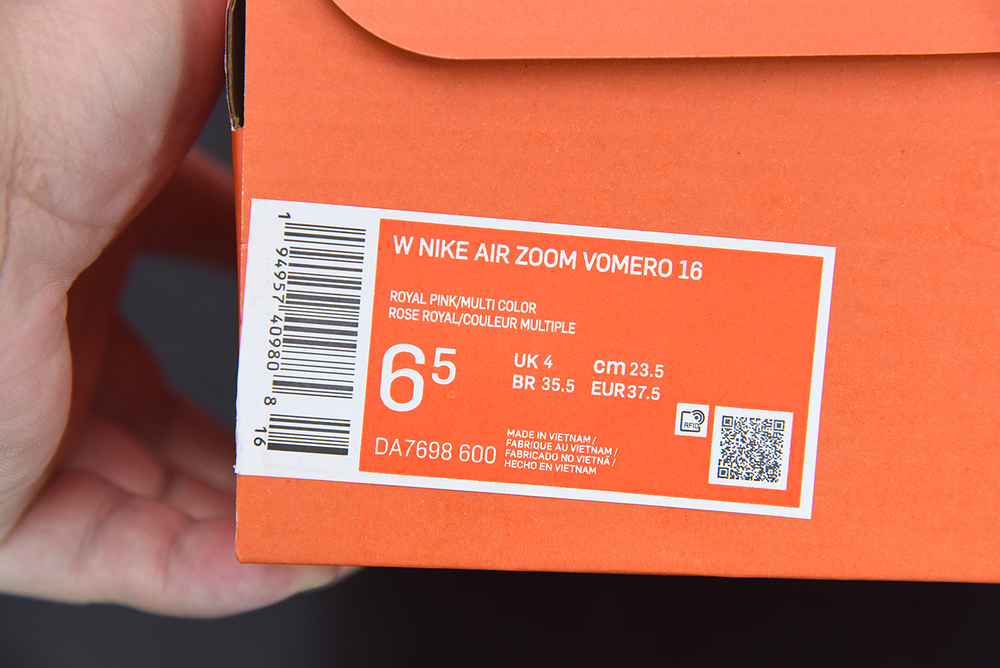 W NIKE AIR ZOOM VOMERO 16
ROYAL PINK/MULTI COLOR
ROSE ROYAL/COULEUR MULTIPLE
6⁵
UK 4 cm 23.5
BR 35.5 EUR 37.5
DA7698 600
MADE IN VIETNAM /
FABRIQUE AU VIETNAM /
FABRICADO NO VIETNÃ /
HECHO EN VIETNAM
RFID
1 94957 40980 8 16